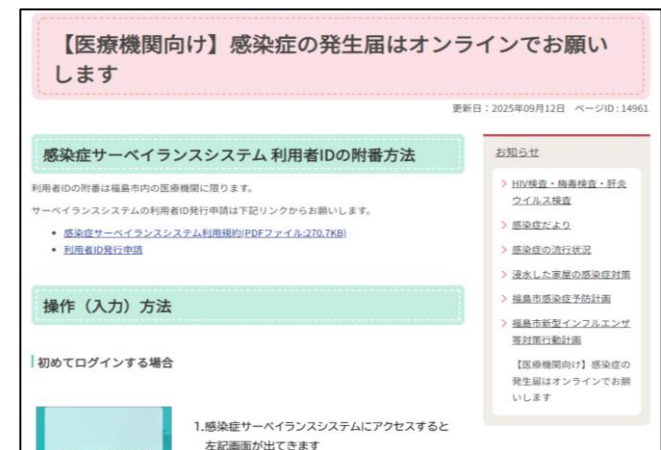 【医療機関向け】感染症の発生届はオンラインでお願い
します
更新日：2025年09月12日 ページID：14961
感染症サーベイランスシステム 利用者IDの附番方法
利用者IDの附番は福島市内の医療機関に限ります。
サーベイランスシステムの利用者ID発行申請は下記リンクからお願いします。
• 感染症サーベイランスシステム利用規約(PDFファイル:270.7KB)
• 利用者ID発行申請
操作（入力）方法
初めてログインする場合
1.感染症サーベイランスシステムにアクセスすると
左記画面が出てきます
お知らせ
HIV検査・梅毒検査・肝炎
ウイルス検査
感染症だより
感染症の流行状況
浸水した家屋の感染症対策
福島市感染症予防計画
福島市新型インフルエンザ
等対策行動計画
【医療機関向け】感染症の
発生届はオンラインでお願
いします